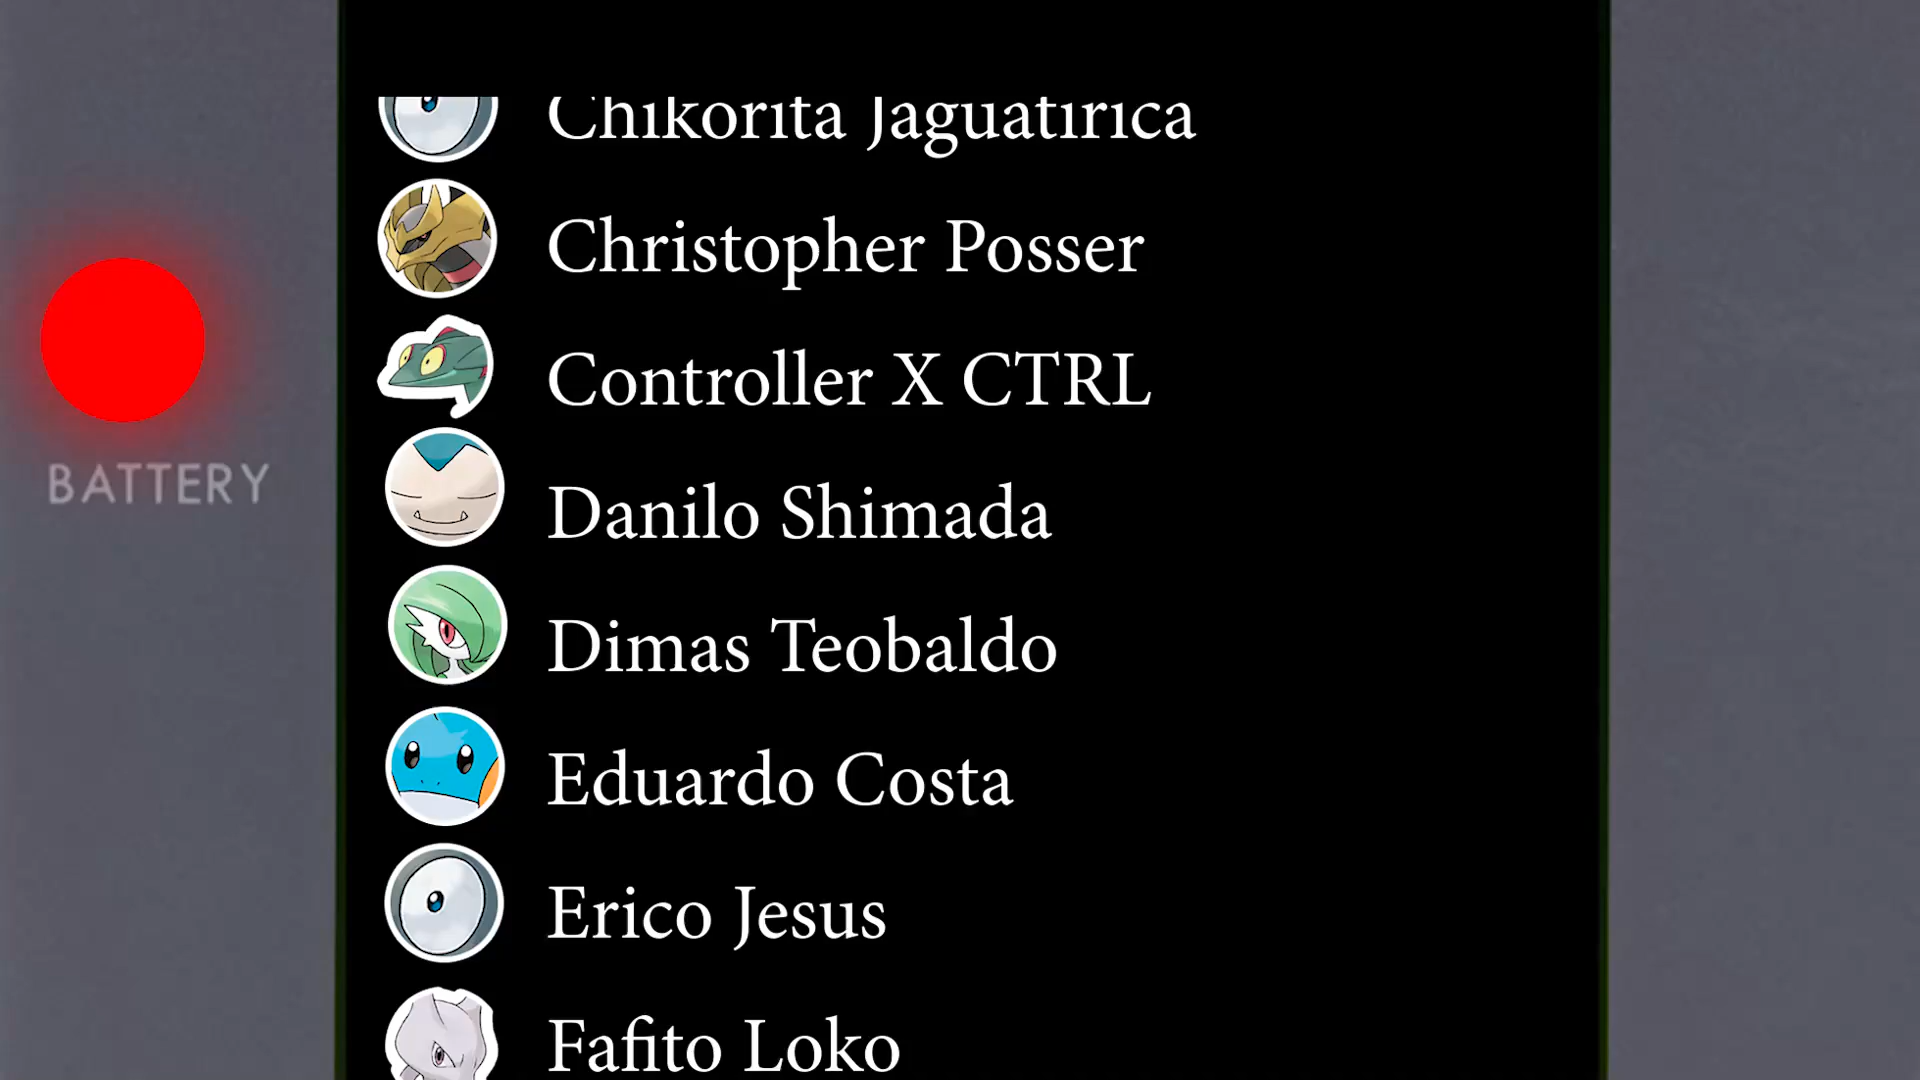 Chikorita Jaguatirica
Christopher Posser
Controller X CTRL
BATTERY
Danilo Shimada
Dimas Teobaldo
Eduardo Costa
Erico Jesus
Fafito Loko